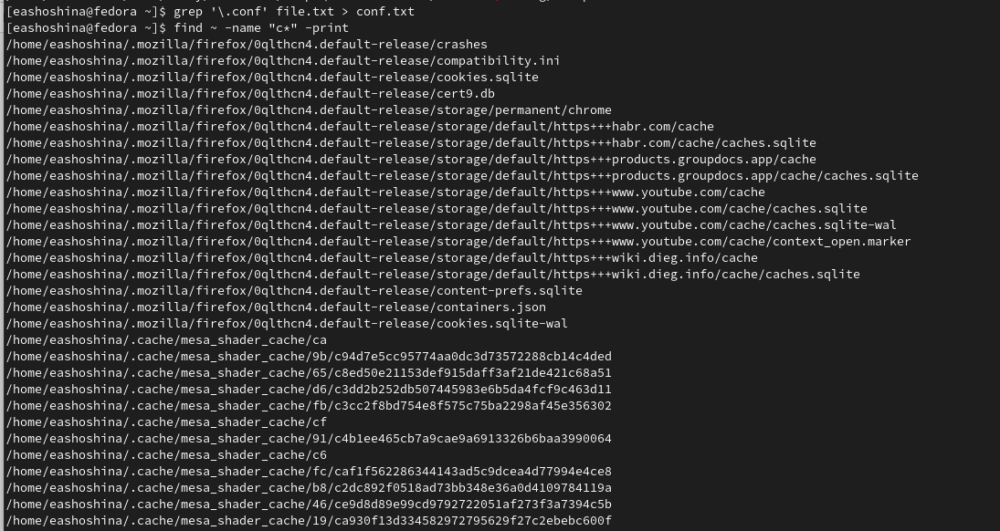 [eashoshina@fedora ~]$ grep '\.conf' file.txt > conf.txt
[eashoshina@fedora ~]$ find ~ -name "c*" -print
/home/eashoshina/.mozilla/firefox/0qlthcn4.default-release/crashes
/home/eashoshina/.mozilla/firefox/0qlthcn4.default-release/compatibility.ini
/home/eashoshina/.mozilla/firefox/0qlthcn4.default-release/cookies.sqlite
/home/eashoshina/.mozilla/firefox/0qlthcn4.default-release/cert9.db
/home/eashoshina/.mozilla/firefox/0qlthcn4.default-release/storage/permanent/chrome
/home/eashoshina/.mozilla/firefox/0qlthcn4.default-release/storage/default/https+++habr.com/cache
/home/eashoshina/.mozilla/firefox/0qlthcn4.default-release/storage/default/https+++habr.com/cache/caches.sqlite
/home/eashoshina/.mozilla/firefox/0qlthcn4.default-release/storage/default/https+++products.groupdocs.app/cache
/home/eashoshina/.mozilla/firefox/0qlthcn4.default-release/storage/default/https+++products.groupdocs.app/cache/caches.sqlite
/home/eashoshina/.mozilla/firefox/0qlthcn4.default-release/storage/default/https+++www.youtube.com/cache
/home/eashoshina/.mozilla/firefox/0qlthcn4.default-release/storage/default/https+++www.youtube.com/cache/caches.sqlite
/home/eashoshina/.mozilla/firefox/0qlthcn4.default-release/storage/default/https+++www.youtube.com/cache/caches.sqlite-wal
/home/eashoshina/.mozilla/firefox/0qlthcn4.default-release/storage/default/https+++www.youtube.com/cache/context_open.marker
/home/eashoshina/.mozilla/firefox/0qlthcn4.default-release/storage/default/https+++wiki.dieg.info/cache
/home/eashoshina/.mozilla/firefox/0qlthcn4.default-release/storage/default/https+++wiki.dieg.info/cache/caches.sqlite
/home/eashoshina/.mozilla/firefox/0qlthcn4.default-release/content-prefs.sqlite
/home/eashoshina/.mozilla/firefox/0qlthcn4.default-release/containers.json
/home/eashoshina/.mozilla/firefox/0qlthcn4.default-release/cookies.sqlite-wal
/home/eashoshina/.cache/mesa_shader_cache/ca
/home/eashoshina/.cache/mesa_shader_cache/9b/c94d7e5cc95774aa0dc3d73572288cb14c4ded
/home/eashoshina/.cache/mesa_shader_cache/65/c8ed50e21153def915daff3af21de421c68a51
/home/eashoshina/.cache/mesa_shader_cache/d6/c3dd2b252db507445983e6b5da4fcf9c463d11
/home/eashoshina/.cache/mesa_shader_cache/fb/c3cc2f8bd754e8f575c75ba2298af45e356302
/home/eashoshina/.cache/mesa_shader_cache/cf
/home/eashoshina/.cache/mesa_shader_cache/91/c4b1ee465cb7a9cae9a6913326b6baa3990064
/home/eashoshina/.cache/mesa_shader_cache/c6
/home/eashoshina/.cache/mesa_shader_cache/fc/caf1f562286344143ad5c9dcea4d77994e4ce8
/home/eashoshina/.cache/mesa_shader_cache/b8/c2dc892f0518ad73bb348e36a0d4109784119a
/home/eashoshina/.cache/mesa_shader_cache/46/ce9d8d89e99cd9792722051af273f3a7394c5b
/home/eashoshina/.cache/mesa_shader_cache/19/ca930f13d334582972795629f27c2ebebc600f